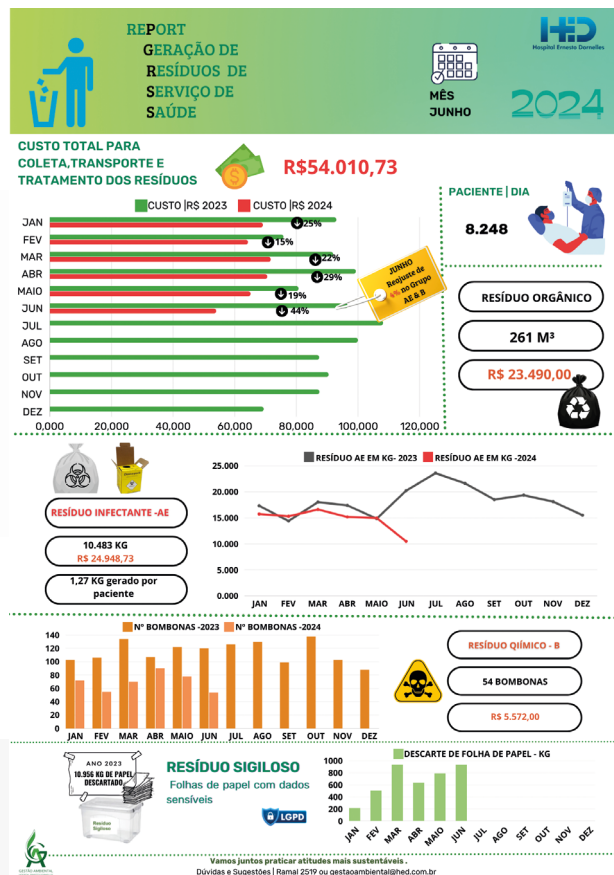 REPORT
GERAÇÃO DE
RESÍDUOS DE
SERVIÇO DE
SAÚDE
MÊS
JUNHO
HED
Hospital Ernesto Dornelles
2024
CUSTO TOTAL PARA
COLETA,TRANSPORTE E
TRATAMENTO DOS RESÍDUOS
R$54.010,73
CUSTO |R$ 2023 CUSTO |R$ 2024
JAN 25%
FEV 15%
MAR 22%
ABR 29%
MAIO 19%
JUN 44%
JUL
AGO
SET
OUT
NOV
DEZ
0,000 20,000 40,000 60,000 80,000 100,000 120,000
JUNHO
Reajuste de
4% no Grupo
AE & B
PACIENTE | DIA
8.248
RESÍDUO ORGÂNICO
261 M³
R$ 23.490,00
RESÍDUO INFECTANTE -AE
10.483 KG
R$ 24.948,73
1,27 KG gerado por
paciente
RESÍDUO AE EM KG- 2023 RESÍDUO AE EM KG -2024
25.000
20.000
15.000
10.000
5.000
0.000
JAN FEV MAR ABR MAIO JUN JUL AGO SET OUT NOV DEZ
Nº BOMBONAS -2023 Nº BOMBONAS -2024
140
120
100
80
60
40
20
0
JAN FEV MAR ABR MAIO JUN JUL AGO SET OUT NOV DEZ
RESÍDUO QIÍMICO - B
54 BOMBONAS
R$ 5.572,00
ANO 2023
10.956 KG DE PAPEL
DESCARTADO
Resíduo
Sigiloso
RESÍDUO SIGILOSO
Folhas de papel com dados
sensíveis
LGPD
DESCARTE DE FOLHA DE PAPEL - KG
1000
800
600
400
200
0
JAN FEV MAR ABR MAIO JUN JUL AGO SET OUT NOV DEZ
GESTÃO AMBIENTAL
Vamos juntos praticar atitudes mais sustentáveis .
Dúvidas e Sugestões | Ramal 2519 ou gestaoambiental@hed.com.br